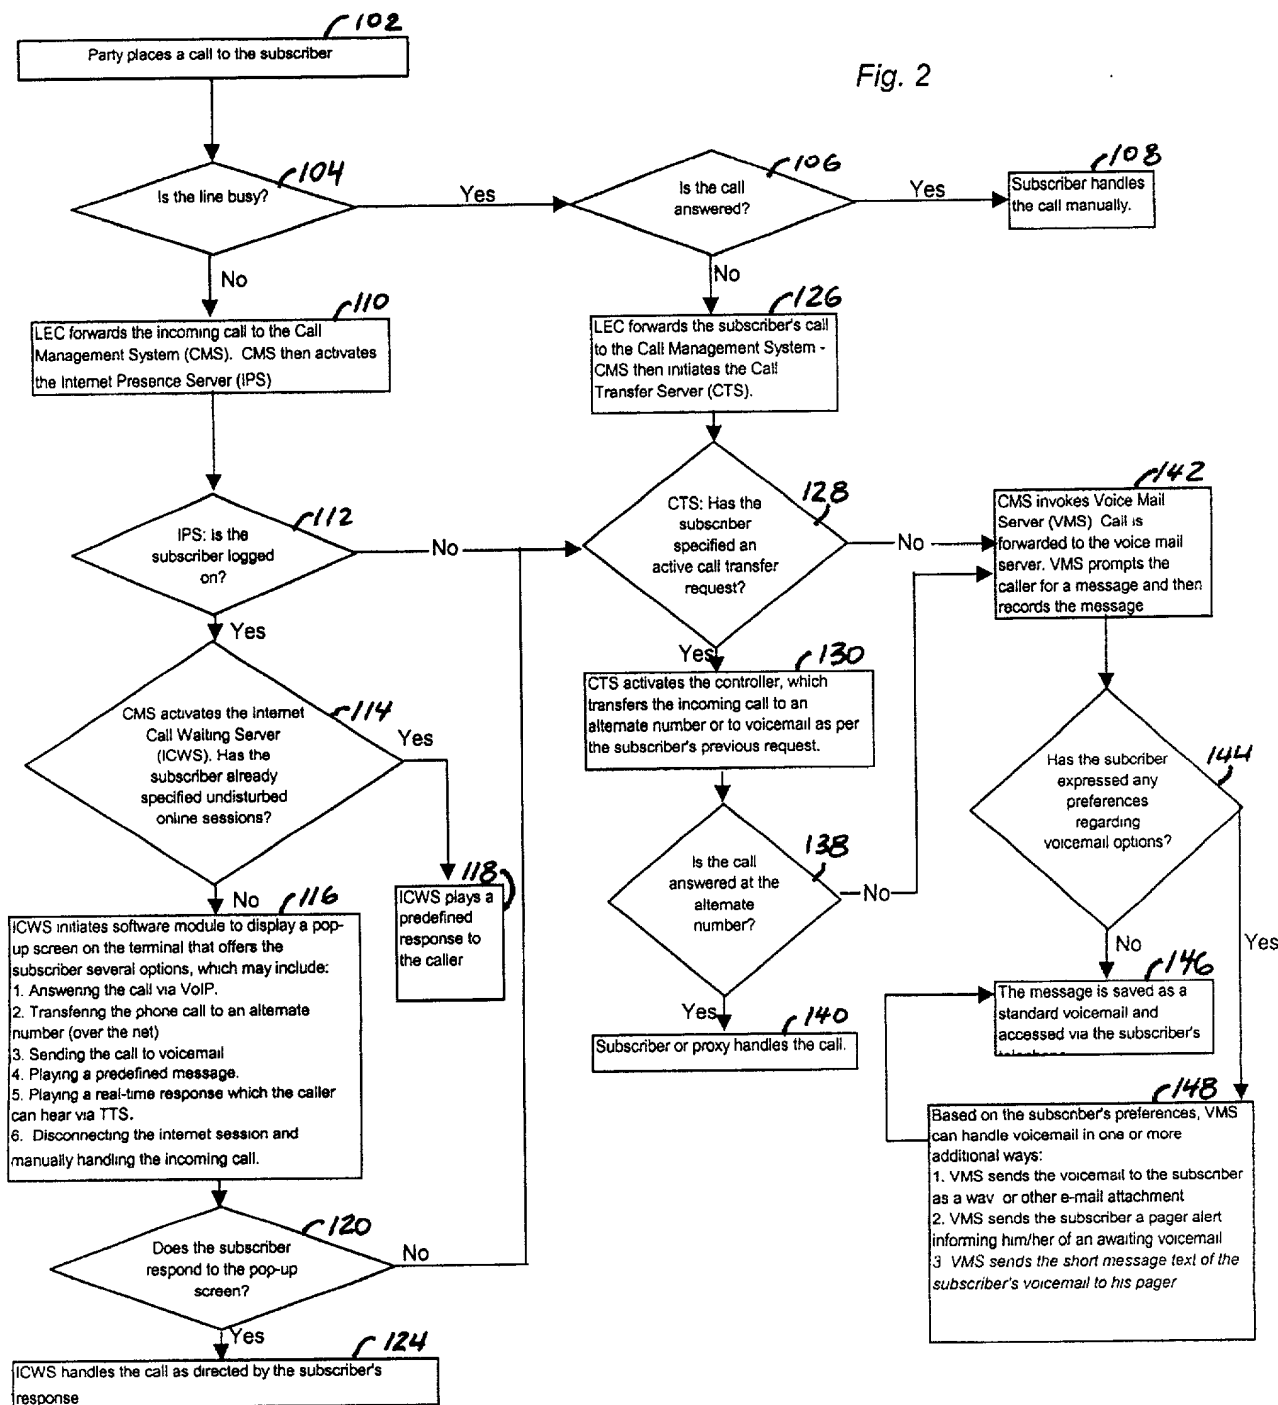 102
Party places a call to the subscriber
Fig. 2
104
Is the line busy?
Yes
No
106
Is the call
answered?
Yes
No
108
Subscriber handles
the call manually.
110
LEC forwards the incoming call to the Call
Management System (CMS). CMS then activates
the Internet Presence Server (IPS)
126
LEC forwards the subscriber's call
to the Call Management System -
CMS then initiates the Call
Transfer Server (CTS).
112
IPS: Is the
subscriber logged
on?
No
Yes
128
CTS: Has the
subscriber
specified an
active call transfer
request?
No
Yes
142
CMS invokes Voice Mail
Server (VMS) Call is
forwarded to the voice mail
server. VMS prompts the
caller for a message and then
records the message
114
CMS activates the Internet
Call Waiting Server
(ICWS). Has the
subscriber already
specified undisturbed
online sessions?
Yes
No
130
CTS activates the controller, which
transfers the incoming call to an
alternate number or to voicemail as per
the subscriber's previous request.
144
Has the subcriber
expressed any
preferences
regarding
voicemail options?
No
Yes
118
ICWS plays a
predefined
response to
the caller
138
Is the call
answered at the
alternate
number?
No
Yes
116
ICWS initiates software module to display a pop-
up screen on the terminal that offers the
subscriber several options, which may include:
1. Answering the call via VoIP.
2. Transferring the phone call to an alternate
number (over the net)
3. Sending the call to voicemail
4. Playing a predefined message.
5. Playing a real-time response which the caller
can hear via TTS.
6. Disconnecting the internet session and
manually handling the incoming call.
140
Subscriber or proxy handles the call.
146
The message is saved as a
standard voicemail and
accessed via the subscriber's
148
Based on the subscriber's preferences, VMS
can handle voicemail in one or more
additional ways:
1. VMS sends the voicemail to the subscriber
as a wav or other e-mail attachment
2. VMS sends the subscriber a pager alert
informing him/her of an awaiting voicemail
3 VMS sends the short message text of the
subscriber's voicemail to his pager
120
Does the subscriber
respond to the pop-up
screen?
No
Yes
124
ICWS handles the call as directed by the subscriber's
response